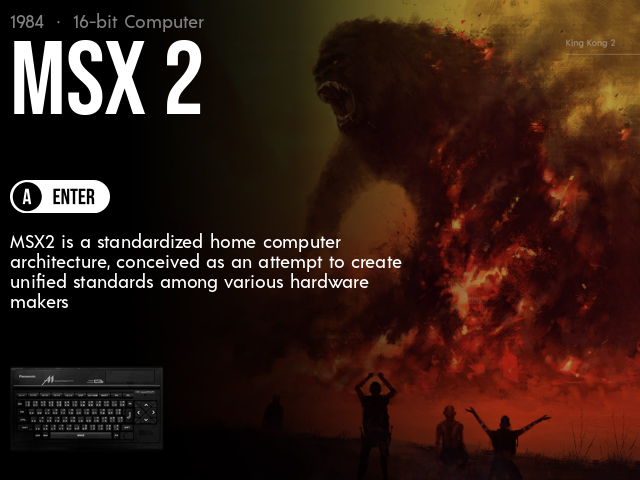 1984 · 16-bit Computer
MSX 2
King Kong 2
A ENTER
MSX2 is a standardized home computer
architecture, conceived as an attempt to create
unified standards among various hardware
makers
Panasonic